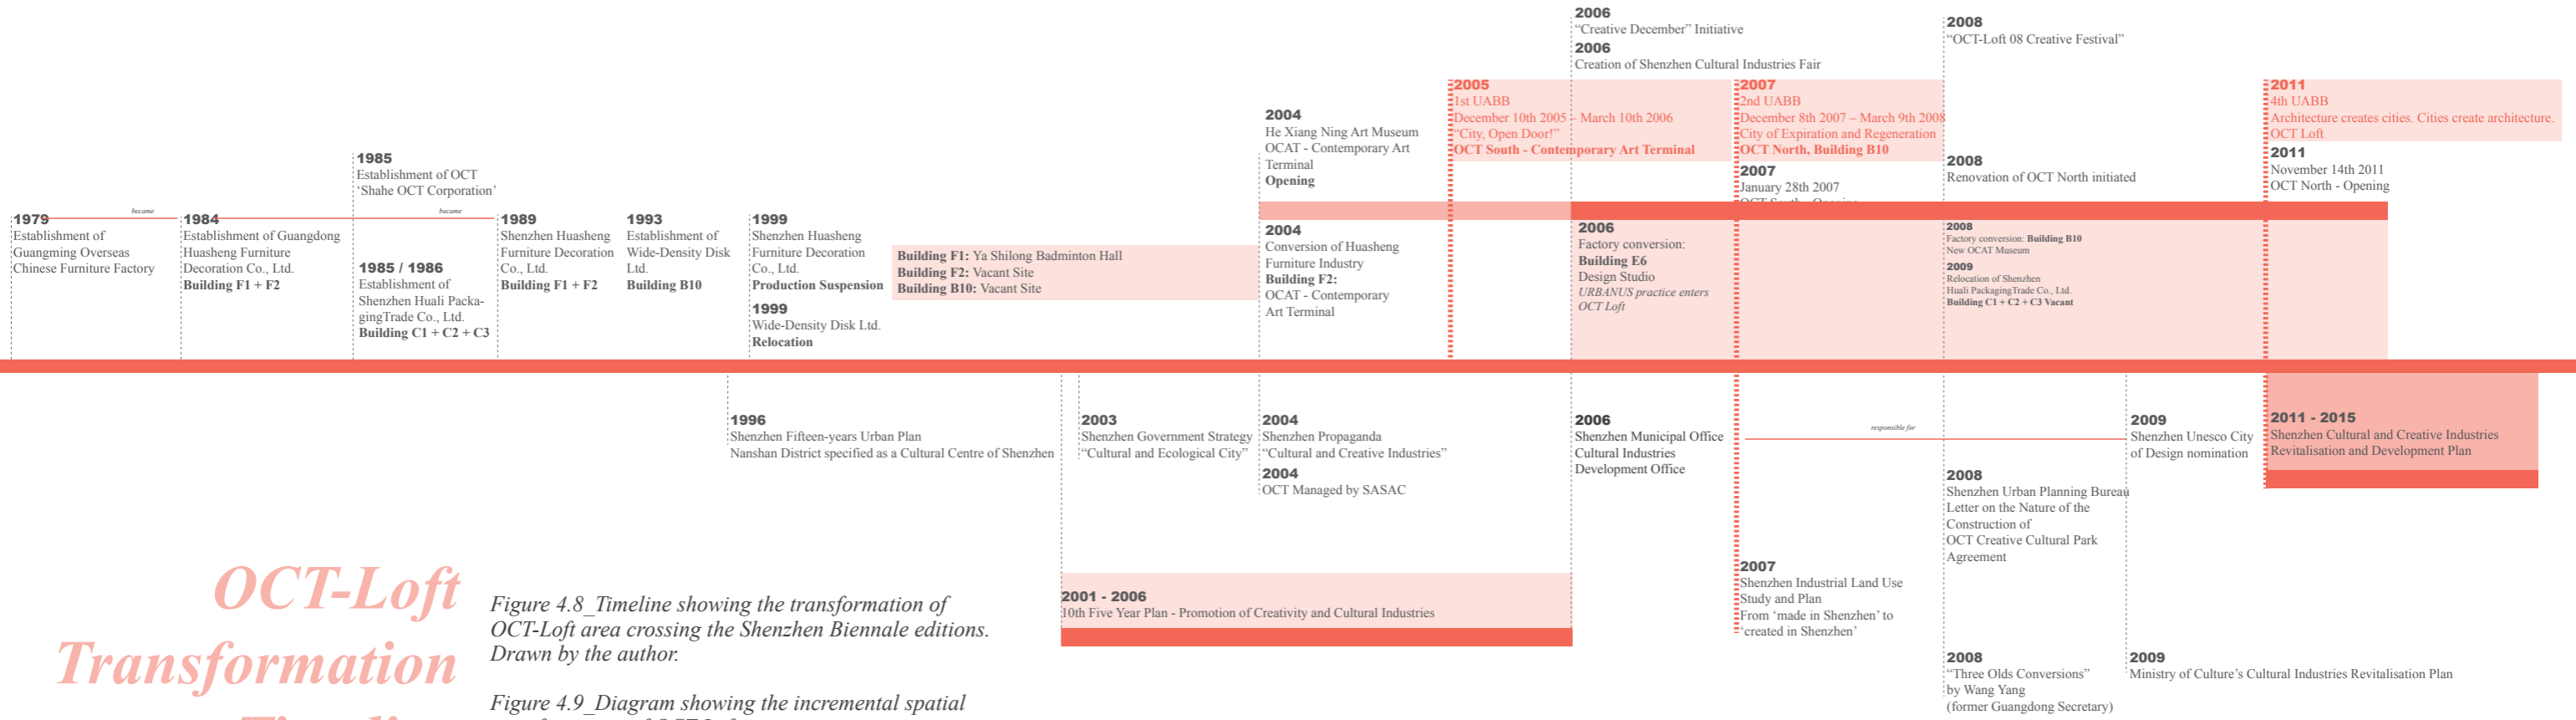 2006
“Creative December” Initiative
2006
Creation of Shenzhen Cultural Industries Fair
2008
“OCT-Loft 08 Creative Festival”
2005
1st UABB
December 10th 2005 – March 10th 2006
“City, Open Door!”
OCT South - Contemporary Art Terminal
2007
2nd UABB
December 8th 2007 – March 9th 2008
City of Expiration and Regeneration
OCT North, Building B10
2011
4th UABB
Architecture creates cities. Cities create architecture.
OCT Loft
2004
He Xiang Ning Art Museum
OCAT - Contemporary Art
Terminal
Opening
2007
January 28th 2007
OCT South - Opening
2008
Renovation of OCT North initiated
2011
November 14th 2011
OCT North - Opening
1985
Establishment of OCT
‘Shahe OCT Corporation’
became
became
1979
Establishment of
Guangming Overseas
Chinese Furniture Factory
1984
Establishment of Guangdong
Huasheng Furniture
Decoration Co., Ltd.
Building F1 + F2
1985 / 1986
Establishment of
Shenzhen Huali Packa-
gingTrade Co., Ltd.
Building C1 + C2 + C3
1989
Shenzhen Huasheng
Furniture Decoration
Co., Ltd.
Building F1 + F2
1993
Establishment of
Wide-Density Disk
Ltd.
Building B10
1999
Shenzhen Huasheng
Furniture Decoration
Co., Ltd.
Production Suspension
1999
Wide-Density Disk Ltd.
Relocation
Building F1: Ya Shilong Badminton Hall
Building F2: Vacant Site
Building B10: Vacant Site
2004
Conversion of Huasheng
Furniture Industry
Building F2:
OCAT - Contemporary
Art Terminal
2006
Factory conversion:
Building E6
Design Studio
URBANUS practice enters
OCT Loft
2008
Factory conversion: Building B10
New OCAT Museum
2009
Relocation of Shenzhen
Huali PackagingTrade Co., Ltd.
Building C1 + C2 + C3 Vacant
1996
Shenzhen Fifteen-years Urban Plan
Nanshan District specified as a Cultural Centre of Shenzhen
2003
Shenzhen Government Strategy
“Cultural and Ecological City”
2004
Shenzhen Propaganda
“Cultural and Creative Industries”
2004
OCT Managed by SASAC
2006
Shenzhen Municipal Office
Cultural Industries
Development Office
responsible for
2009
Shenzhen Unesco City
of Design nomination
2011 - 2015
Shenzhen Cultural and Creative Industries
Revitalisation and Development Plan
2008
Shenzhen Urban Planning Bureau
Letter on the Nature of the
Construction of
OCT Creative Cultural Park
Agreement
2001 - 2006
10th Five Year Plan - Promotion of Creativity and Cultural Industries
2007
Shenzhen Industrial Land Use
Study and Plan
From ‘made in Shenzhen’ to
‘created in Shenzhen’
2008
“Three Olds Conversions”
by Wang Yang
(former Guangdong Secretary)
2009
Ministry of Culture’s Cultural Industries Revitalisation Plan
OCT-Loft
Transformation
Figure 4.8_Timeline showing the transformation of
OCT-Loft area crossing the Shenzhen Biennale editions.
Drawn by the author.
Figure 4.9_Diagram showing the incremental spatial